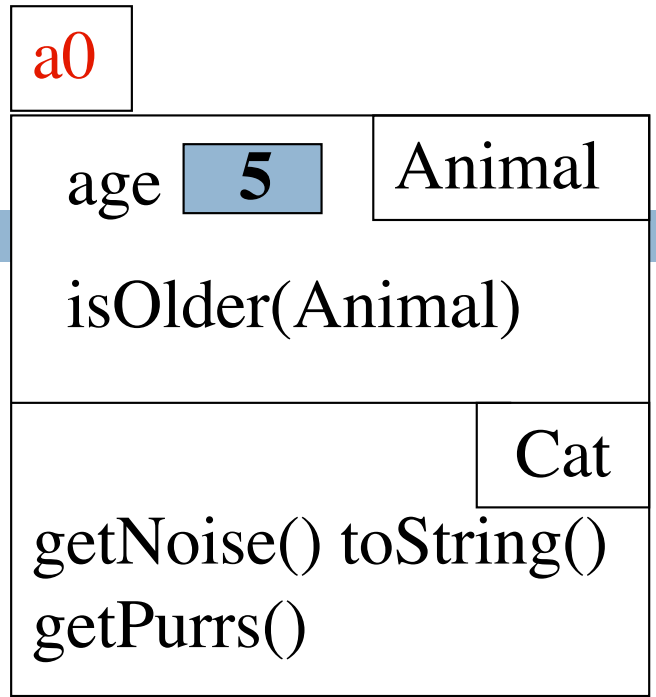 a0
age 5 Animal
isOlder(Animal)
Cat
getNoise() toString()
getPurrs()